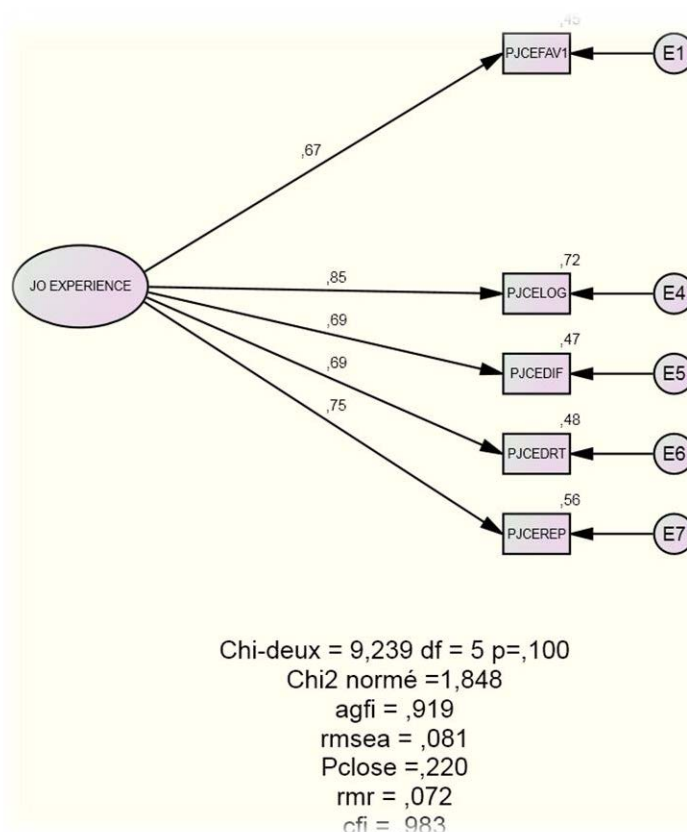 ,45
PJCEFAV1
E1
,67
JO EXPERIENCE
,85
,72
PJCELOG
E4
,69
,47
PJCEDIF
E5
,69
,48
PJCEDRT
E6
,75
,56
PJCEREP
E7
Chi-deux = 9,239 df = 5 p=,100
Chi2 normé =1,848
agfi = ,919
rmsea = ,081
Pclose =,220
rmr = ,072
cfi = ,983